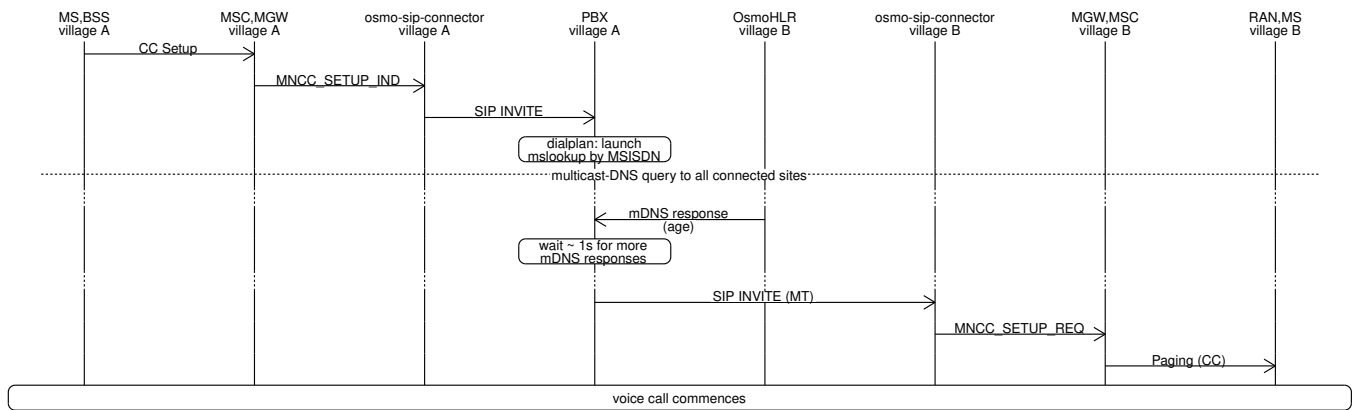 MS,BSS
village A
MSC,MGW
village A
osmo-sip-connector
village A
PBX
village A
OsmoHLR
village B
osmo-sip-connector
village B
MGW,MSC
village B
RAN,MS
village B
CC Setup
MNCC_SETUP_IND
SIP INVITE
dialplan: launch
mslookup by MSISDN
multicast-DNS query to all connected sites
mDNS response
(age)
wait ~ 1s for more
mDNS responses
SIP INVITE (MT)
MNCC_SETUP_REQ
Paging (CC)
voice call commences